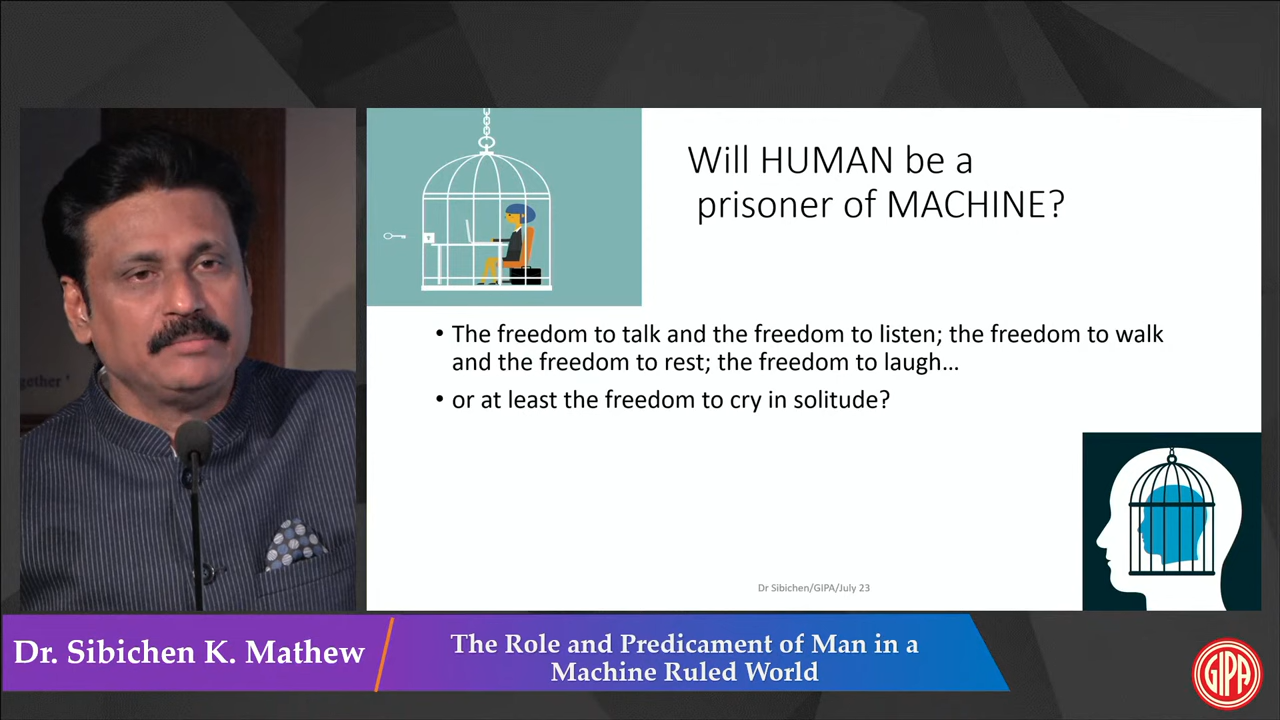 Will HUMAN be a
prisoner of MACHINE?
• The freedom to talk and the freedom to listen; the freedom to walk
and the freedom to rest; the freedom to laugh...
• or at least the freedom to cry in solitude?
Dr Sibichen/GIPA/July 23
gether '
Dr. Sibichen K. Mathew
The Role and Predicament of Man in a
Machine Ruled World
GIPA